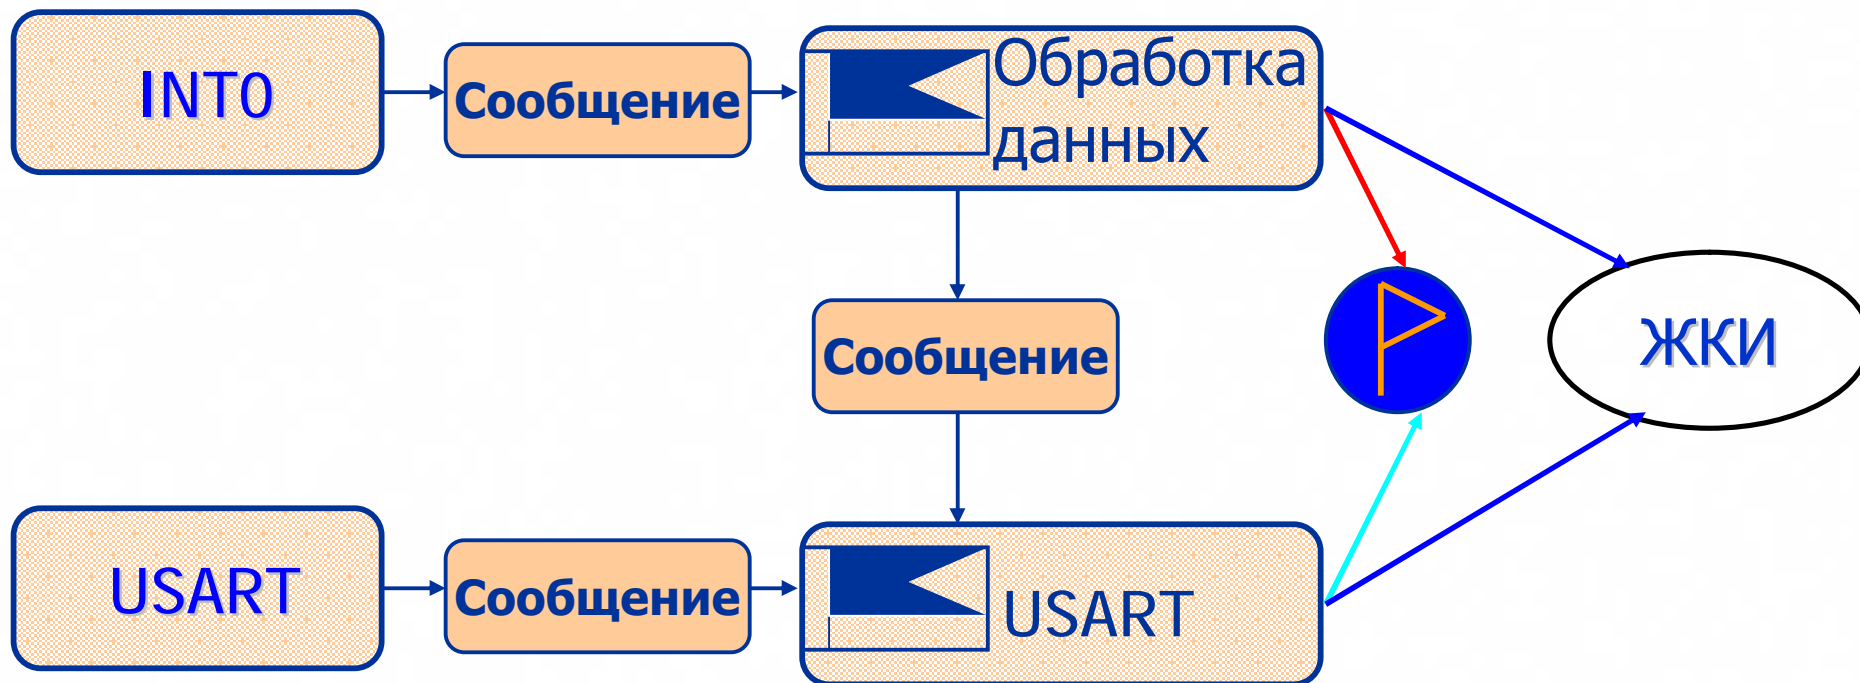 INT0
Сообщение
Обработка
данных
Сообщение
ЖКИ
USART
Сообщение
USART